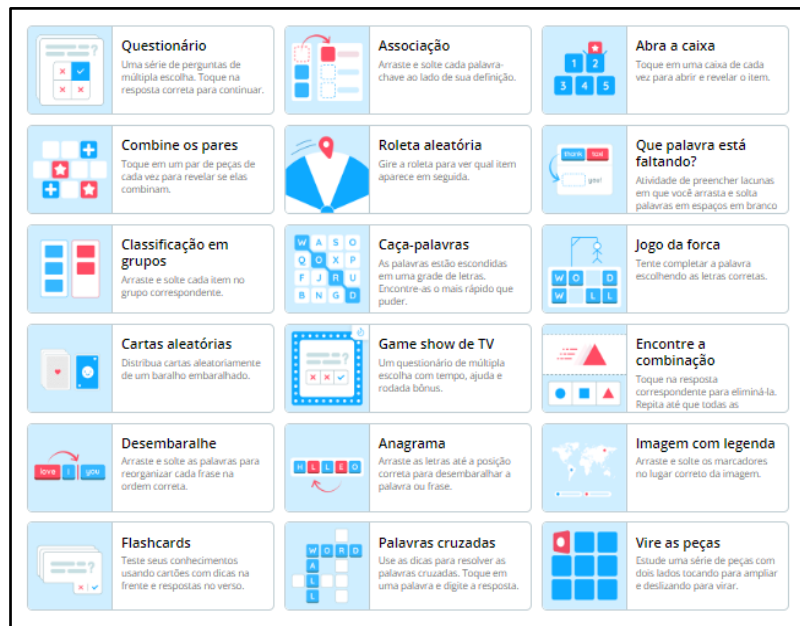 Questionário
Uma série de perguntas de
múltipla escolha. Toque na
resposta correta para continuar.
Associação
Arraste e solte cada palavra-
chave ao lado de sua definição.
Abra a caixa
1 2
3 4 5
Toque em uma caixa de cada
vez para abrir e revelar o item.
Combine os pares
Toque em um par de peças de
cada vez para revelar se elas
combinam.
Roleta aleatória
Gire a roleta para ver qual item
aparece em seguida.
thank
you!
Que palavra está
faltando?
Atividade de preencher lacunas
em que você arrasta e solta
palavras em espaços em branco
Classificação em
grupos
Arraste e solte cada item no
grupo correspondente.
W A S O
Q O X P
F J R U
B N G D
Caça-palavras
As palavras estão escondidas
em uma grade de letras.
Encontre-as o mais rápido que
puder.
W O D
W L L
Jogo da forca
Tente completar a palavra
escolhendo as letras corretas.
Cartas aleatórias
Distribua cartas aleatoriamente
de um baralho embaralhado.
?
Game show de TV
Um questionário de múltipla
escolha com tempo, ajuda e
rodada bônus.
Encontre a
combinação
Toque na resposta
correspondente para eliminá-la.
Repita até que todas as
love i you
Desembaralhe
Arraste e solte as palavras para
reorganizar cada frase na
ordem correta.
H L L E O
Anagrama
Arraste as letras até a posição
correta para desembaralhar a
palavra ou frase.
Imagem com legenda
Arraste e solte os marcadores
no lugar correto da imagem.
?
Flashcards
Teste seus conhecimentos
usando cartões com dicas na
frente e respostas no verso.
W O R D
A
L
L
Palavras cruzadas
Use as dicas para resolver as
palavras cruzadas. Toque em
uma palavra e digite a resposta.
Vire as peças
Estude uma série de peças com
dois lados tocando para ampliar
e deslizando para virar.